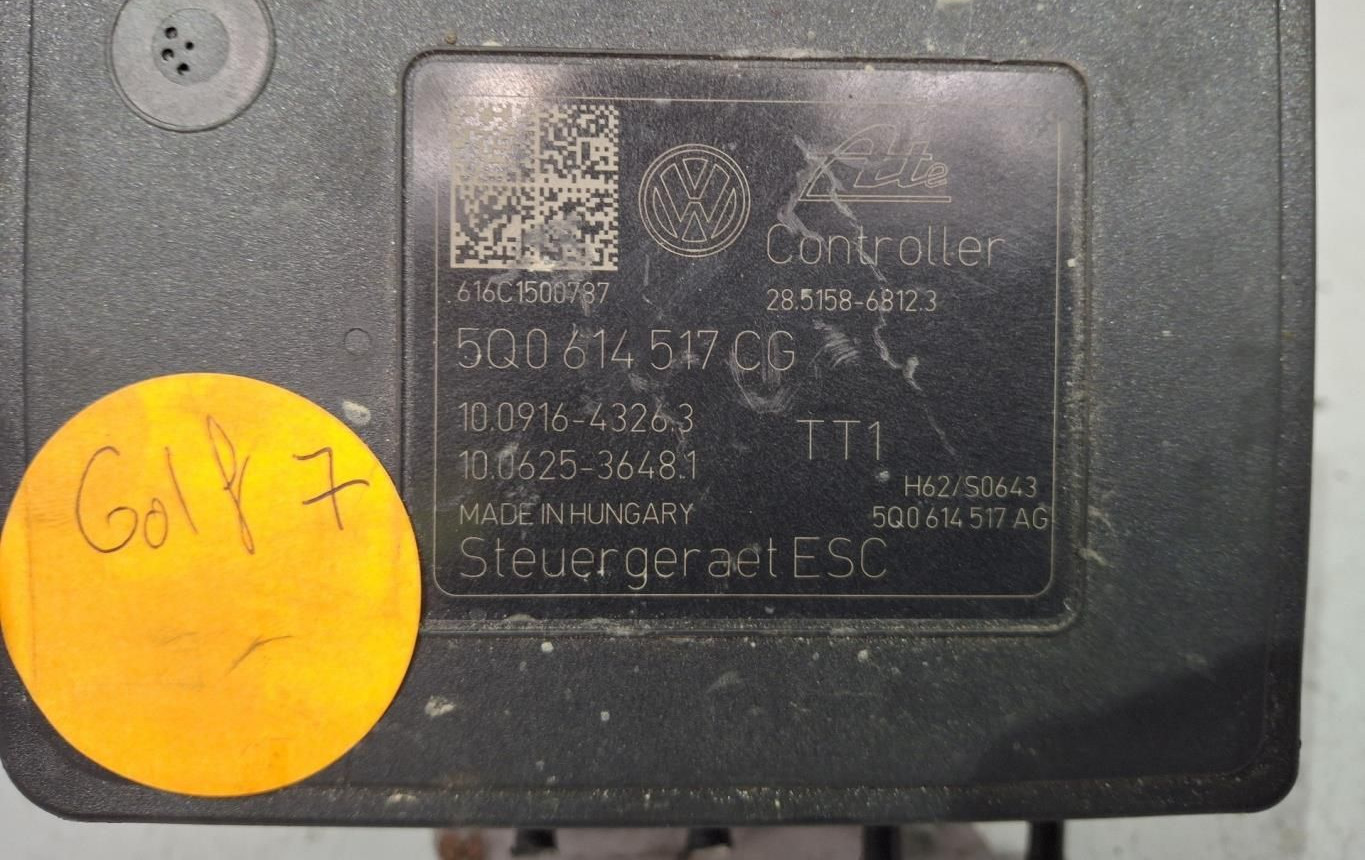 Ate
Controller
616C1500787
28.5158-6812.3
5Q0 614 517 CG
10.0916-4326.3
TT1
10.0625-3648.1
H62/S0643
MADE IN HUNGARY
5Q0 614 517 AG
Steuergeraet ESC
Golf 7